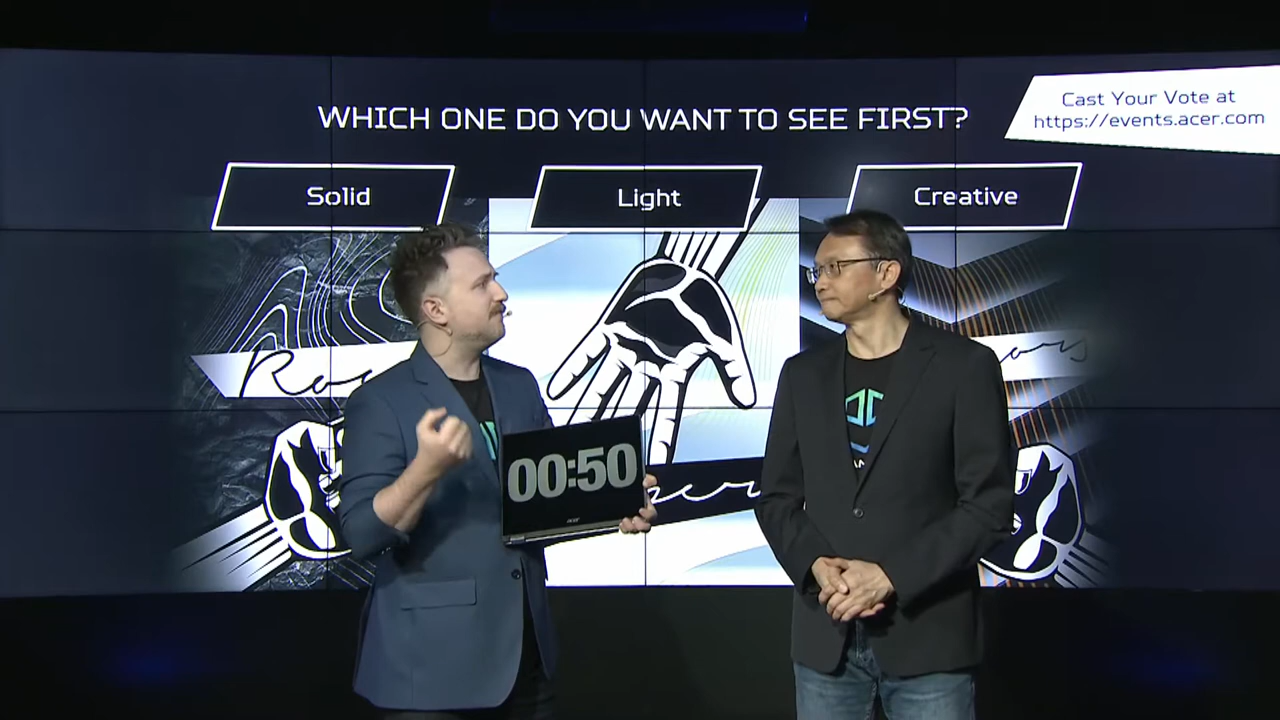 WHICH ONE DO YOU WANT TO SEE FIRST?
Cast Your Vote at
https://events.acer.com
Solid
Light
Creative
00:50
acer